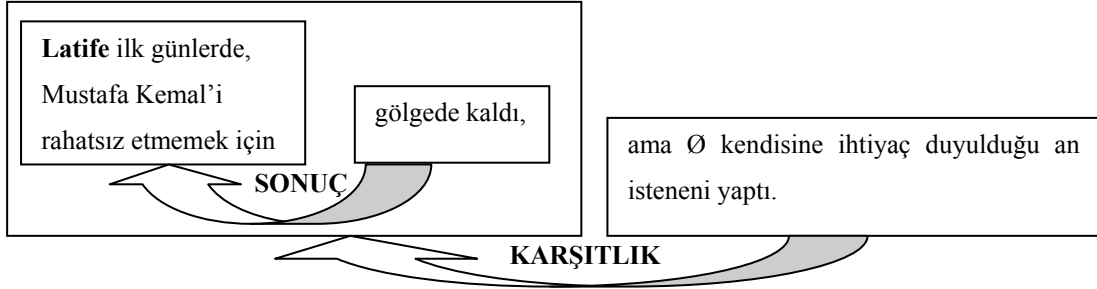 Latife ilk günlerde,
Mustafa Kemal’i
rahatsız etmemek için
gölgede kaldı,
SONUÇ
ama Ø kendisine ihtiyaç duyulduğu an
isteneni yaptı.
KARŞITLIK